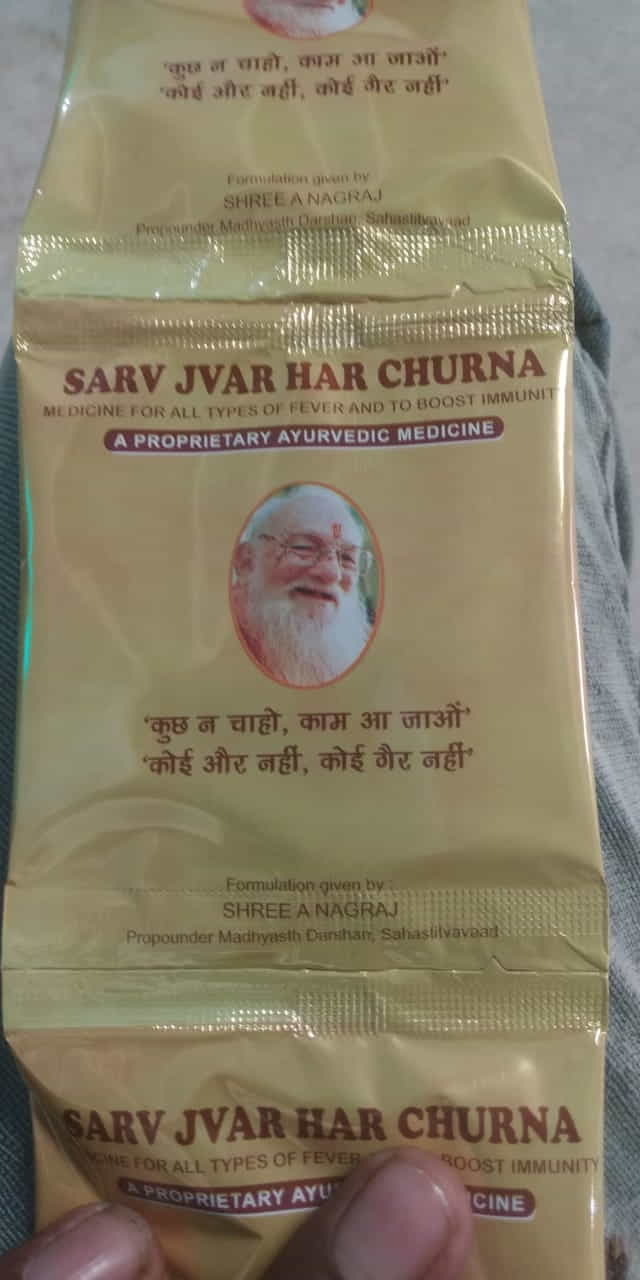 'कुछ न चाहो, काम आ जाओं'
'कोई और नहीं, कोई गैर नहीं'
Formulation given by
SHREE A NAGRAJ
Propounder Madhyasth Darshan, Sahastitvavaad
SARV JVAR HAR CHURNA
MEDICINE FOR ALL TYPES OF FEVER AND TO BOOST IMMUNIT
A PROPRIETARY AYURVEDIC MEDICINE
'कुछ न चाहो, काम आ जाओं'
'कोई और नहीं, कोई गैर नहीं'
Formulation given by :
SHREE A NAGRAJ
Propounder Madhyasth Darshan, Sahastitvavaad
SARV JVAR HAR CHURNA
CINE FOR ALL TYPES OF FEVER BOOST IMMUNITY
A PROPRIETARY AYU CINE